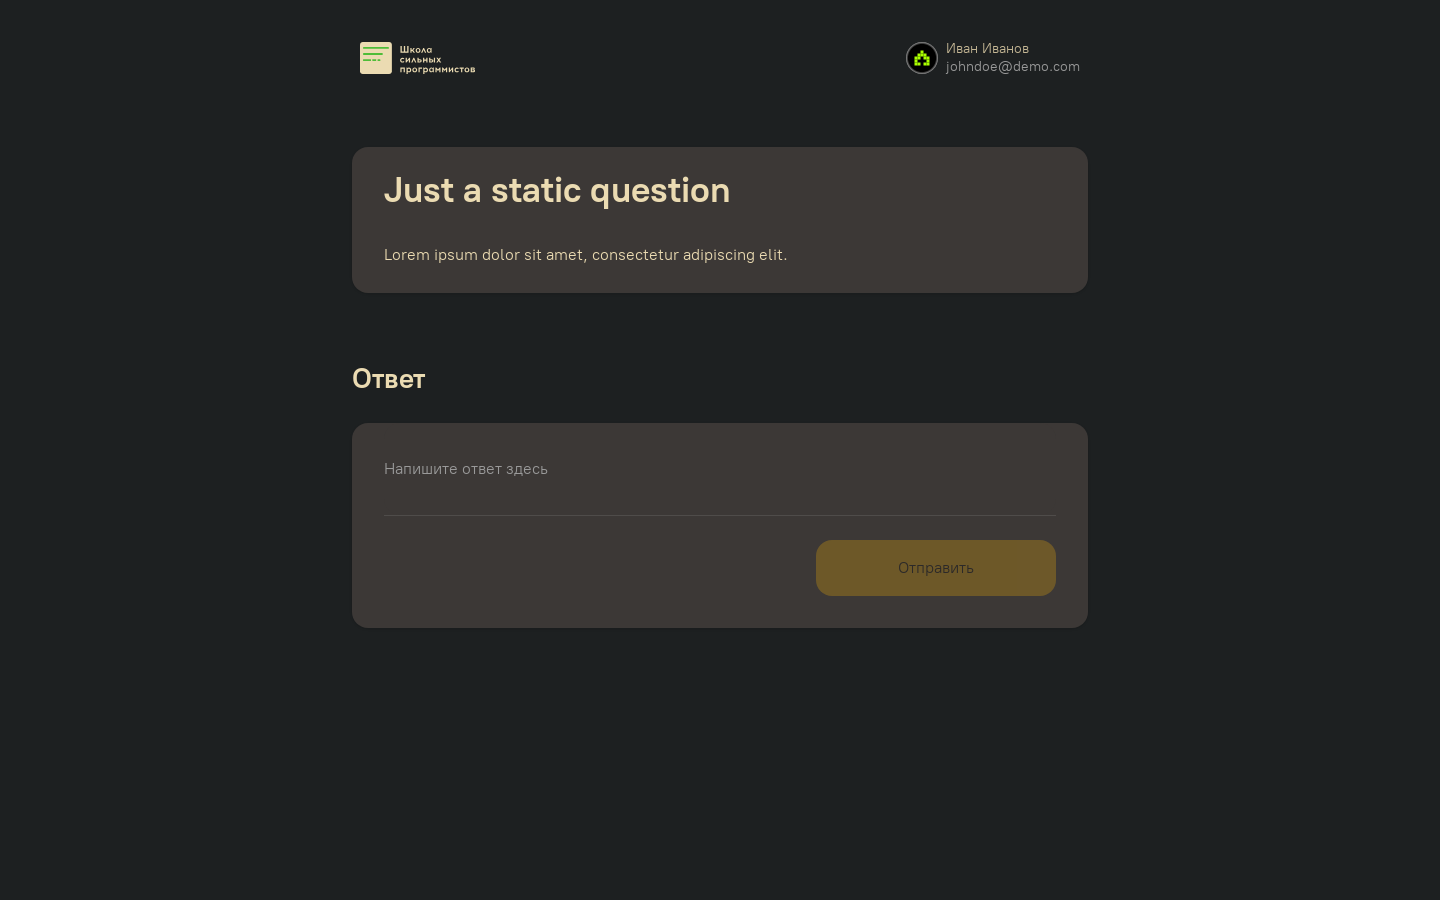 Школа
сильных
программистов
Иван Иванов
johndoe@demo.com
Just a static question
Lorem ipsum dolor sit amet, consectetur adipiscing elit.
Ответ
Напишите ответ здесь
Отправить